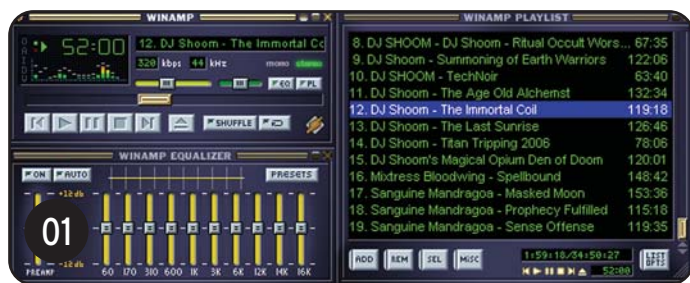 WINAMP
O
A
I
D
U
52:00
12. DJ Shoom - The Immortal Co
320 kbps 44 kHz mono stereo
EQ PL
SHUFFLE
WINAMP EQUALIZER
ON AUTO PRESETS
+12db
01
-12db
PREAMP 60 170 310 600 1K 3K 6K 12K 14K 16K
WINAMP PLAYLIST
8. DJ SHOOM - DJ Shoom - Ritual Occult Wors... 67:35
9. DJ Shoom - Summoning of Earth Warriors 122:06
10. DJ SHOOM - TechNoir 63:40
11. DJ Shoom - The Age Old Alchemst 132:34
12. DJ Shoom - The Immortal Coil 119:18
13. DJ Shoom - The Last Sunrise 126:46
14. DJ Shoom - Titan Tripping 2006 78:06
15. DJ Shoom's Magical Opium Den of Doom 120:01
16. Mixtress Bloodwing - Spellbound 148:42
17. Sanguine Mandragoa - Masked Moon 153:36
18. Sanguine Mandragoa - Prophecy Fulfilled 115:18
19. Sanguine Mandragoa - Sense Offense 119:35
ADD REM SEL MISC 1:59:18/34:50:27 LIST OPTS
52:00